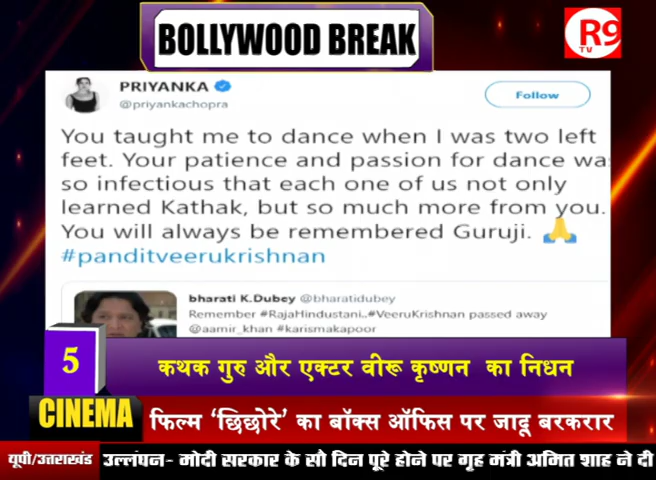 BOLLYWOOD BREAK
R9
TV
PRIYANKA
@priyankachopra
Follow
You taught me to dance when I was two left
feet. Your patience and passion for dance wa
so infectious that each one of us not only
learned Kathak, but so much more from you.
You will always be remembered Guruji. 🙏
#panditveerukrishnan
bharati K.Dubey @bharatidubey
Remember #RajaHindustani..#VeeruKrishnan passed away
@aamir_khan #karismakapoor
5
कथक गुरु और एक्टर वीरू कृष्णन का निधन
CINEMA
फिल्म ‘छिछोरे’ का बॉक्स ऑफिस पर जादू बरकरार
यूपी/उत्तराखंड
उल्लंघन- मोदी सरकार के सौ दिन पूरे होने पर गृह मंत्री अमित शाह ने दी